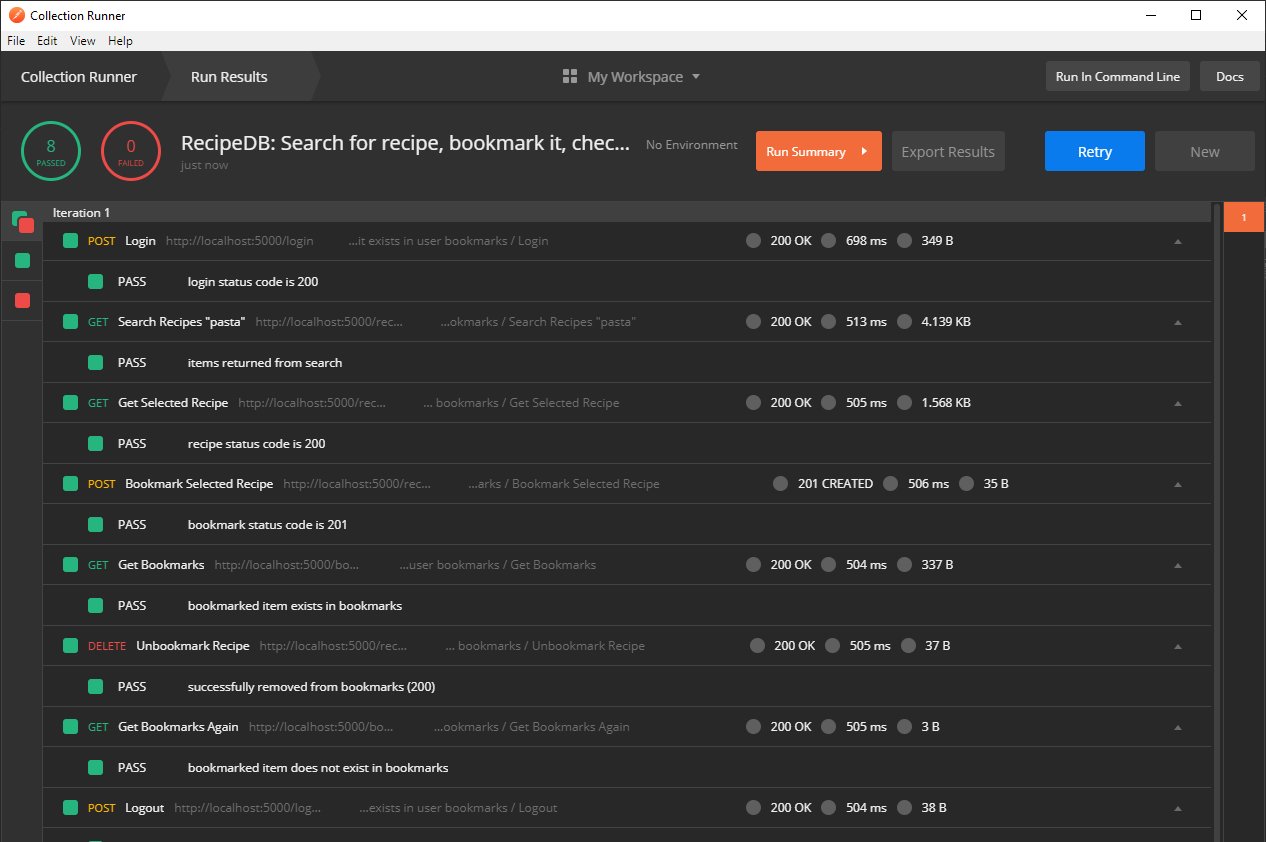 Collection Runner
File Edit View Help
Collection Runner Run Results My Workspace Run In Command Line Docs
8 PASSED 0 FAILED RecipeDB: Search for recipe, bookmark it, chec... No Environment Run Summary Export Results Retry New
just now
Iteration 1 1
POST Login http://localhost:5000/login ...it exists in user bookmarks / Login 200 OK 698 ms 349 B
PASS login status code is 200
GET Search Recipes "pasta" http://localhost:5000/rec... ...okmarks / Search Recipes "pasta" 200 OK 513 ms 4.139 KB
PASS items returned from search
GET Get Selected Recipe http://localhost:5000/rec... ... bookmarks / Get Selected Recipe 200 OK 505 ms 1.568 KB
PASS recipe status code is 200
POST Bookmark Selected Recipe http://localhost:5000/rec... ...arks / Bookmark Selected Recipe 201 CREATED 506 ms 35 B
PASS bookmark status code is 201
GET Get Bookmarks http://localhost:5000/bo... ...user bookmarks / Get Bookmarks 200 OK 504 ms 337 B
PASS bookmarked item exists in bookmarks
DELETE Unbookmark Recipe http://localhost:5000/rec... ... bookmarks / Unbookmark Recipe 200 OK 505 ms 37 B
PASS successfully removed from bookmarks (200)
GET Get Bookmarks Again http://localhost:5000/bo... ...ookmarks / Get Bookmarks Again 200 OK 505 ms 3 B
PASS bookmarked item does not exist in bookmarks
POST Logout http://localhost:5000/log... ...exists in user bookmarks / Logout 200 OK 504 ms 38 B